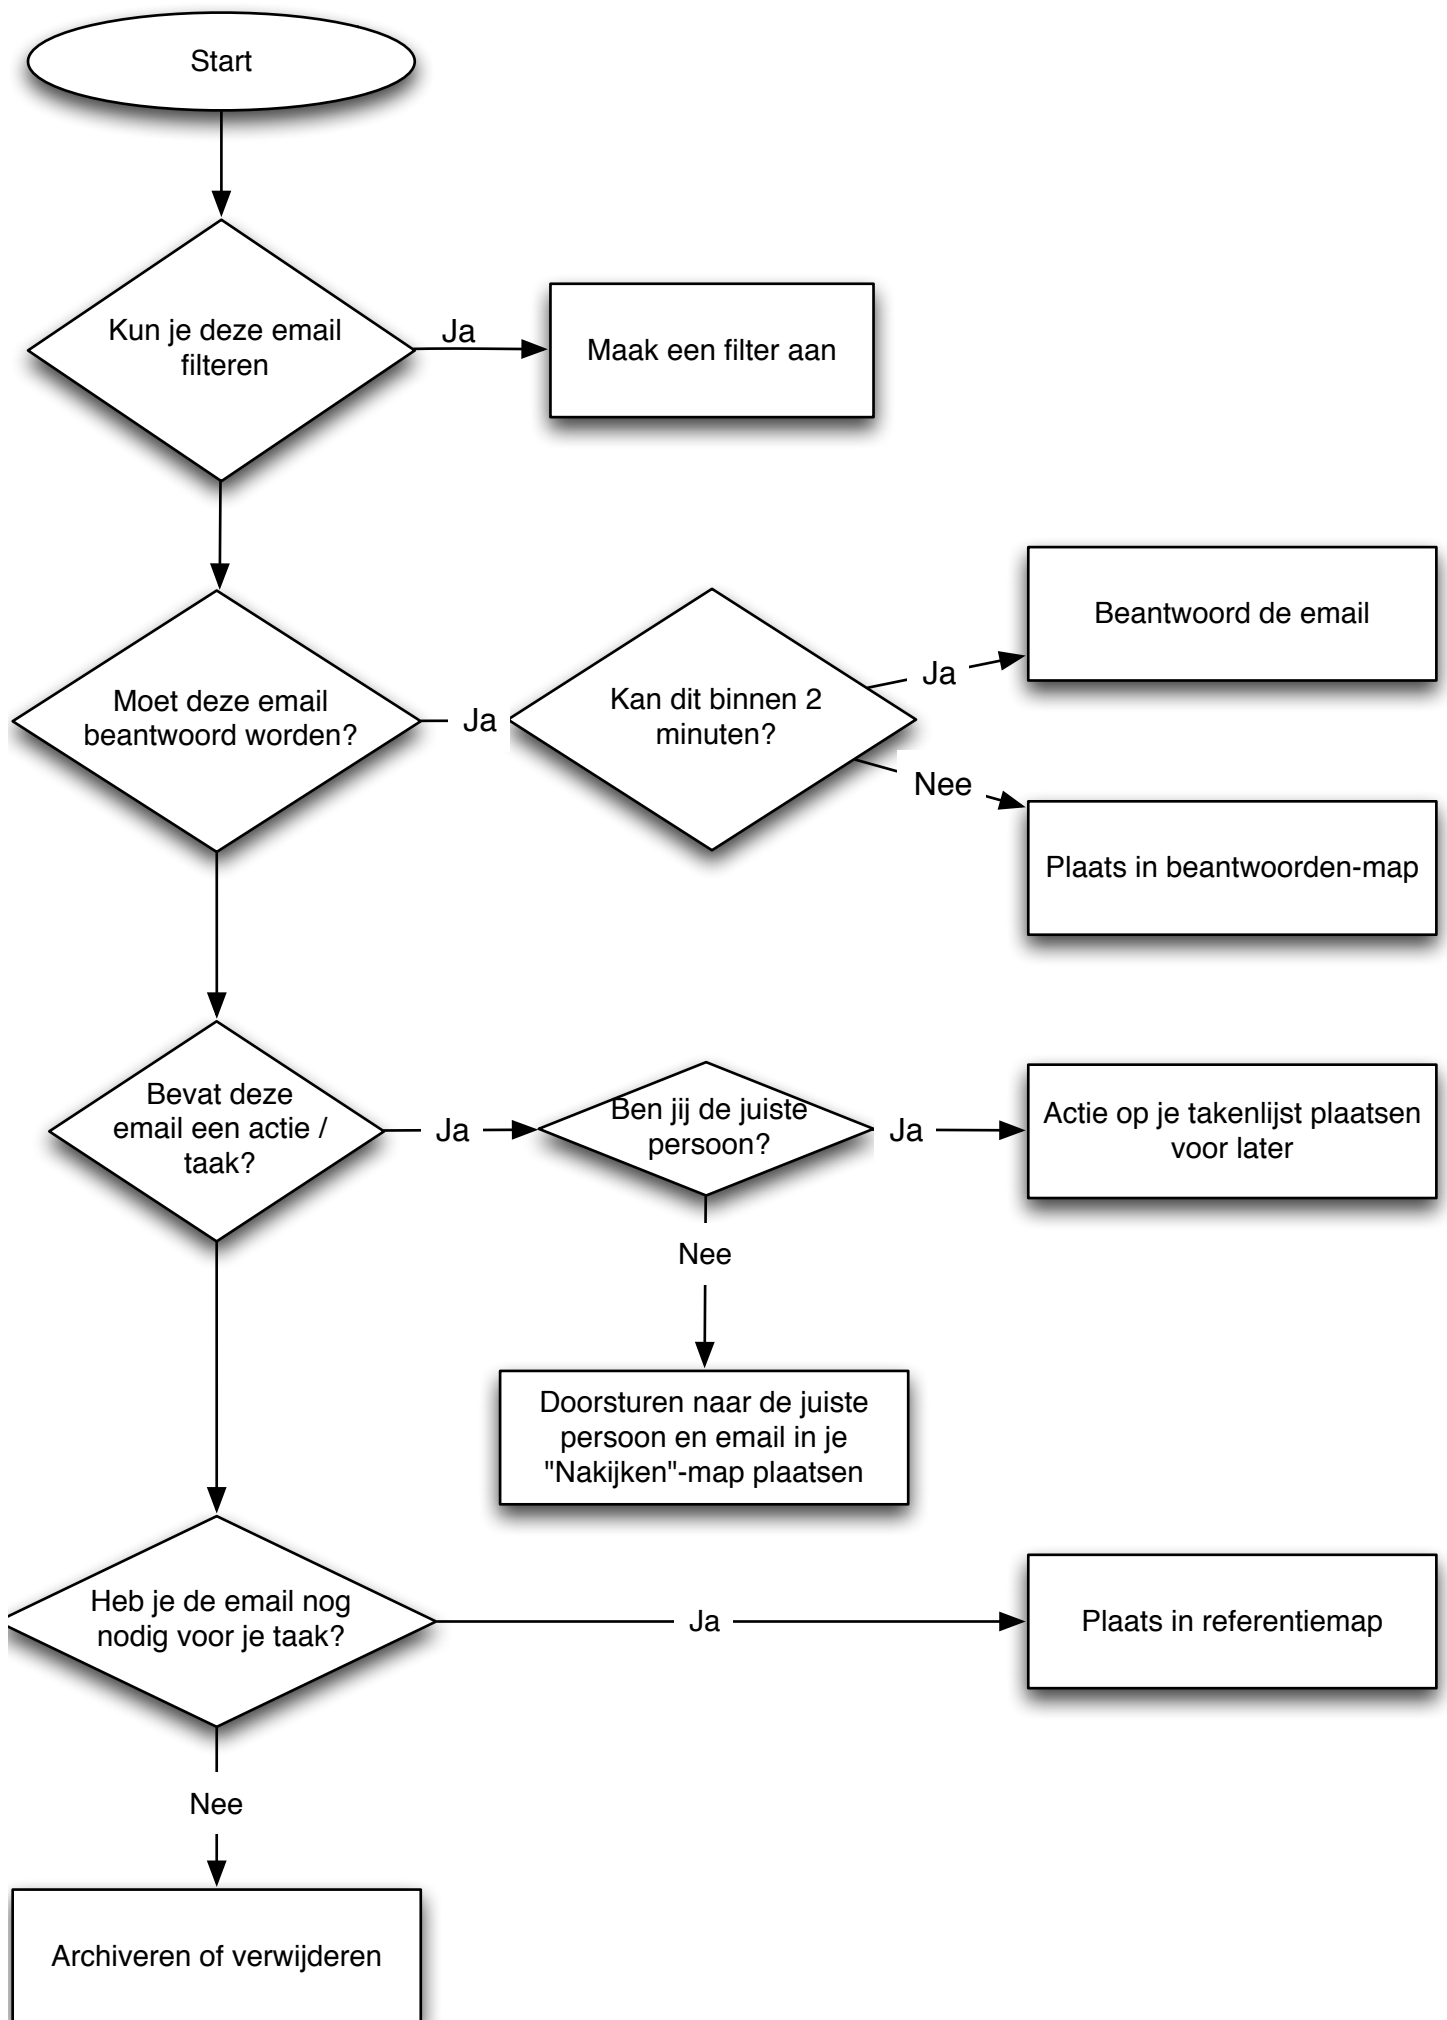 Start
Kun je deze email
filteren
Ja
Maak een filter aan
Moet deze email
beantwoord worden?
Ja
Kan dit binnen 2
minuten?
Ja
Beantwoord de email
Nee
Plaats in beantwoorden-map
Bevat deze
email een actie /
taak?
Ja
Ben jij de juiste
persoon?
Ja
Actie op je takenlijst plaatsen
voor later
Nee
Doorsturen naar de juiste
persoon en email in je
"Nakijken"-map plaatsen
Heb je de email nog
nodig voor je taak?
Ja
Plaats in referentiemap
Nee
Archiveren of verwijderen